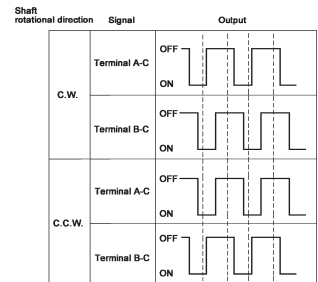 Shaft
rotational direction Signal Output
C.W.
Terminal A-C
OFF
ON
Terminal B-C
OFF
ON
C.C.W.
Terminal A-C
OFF
ON
Terminal B-C
OFF
ON